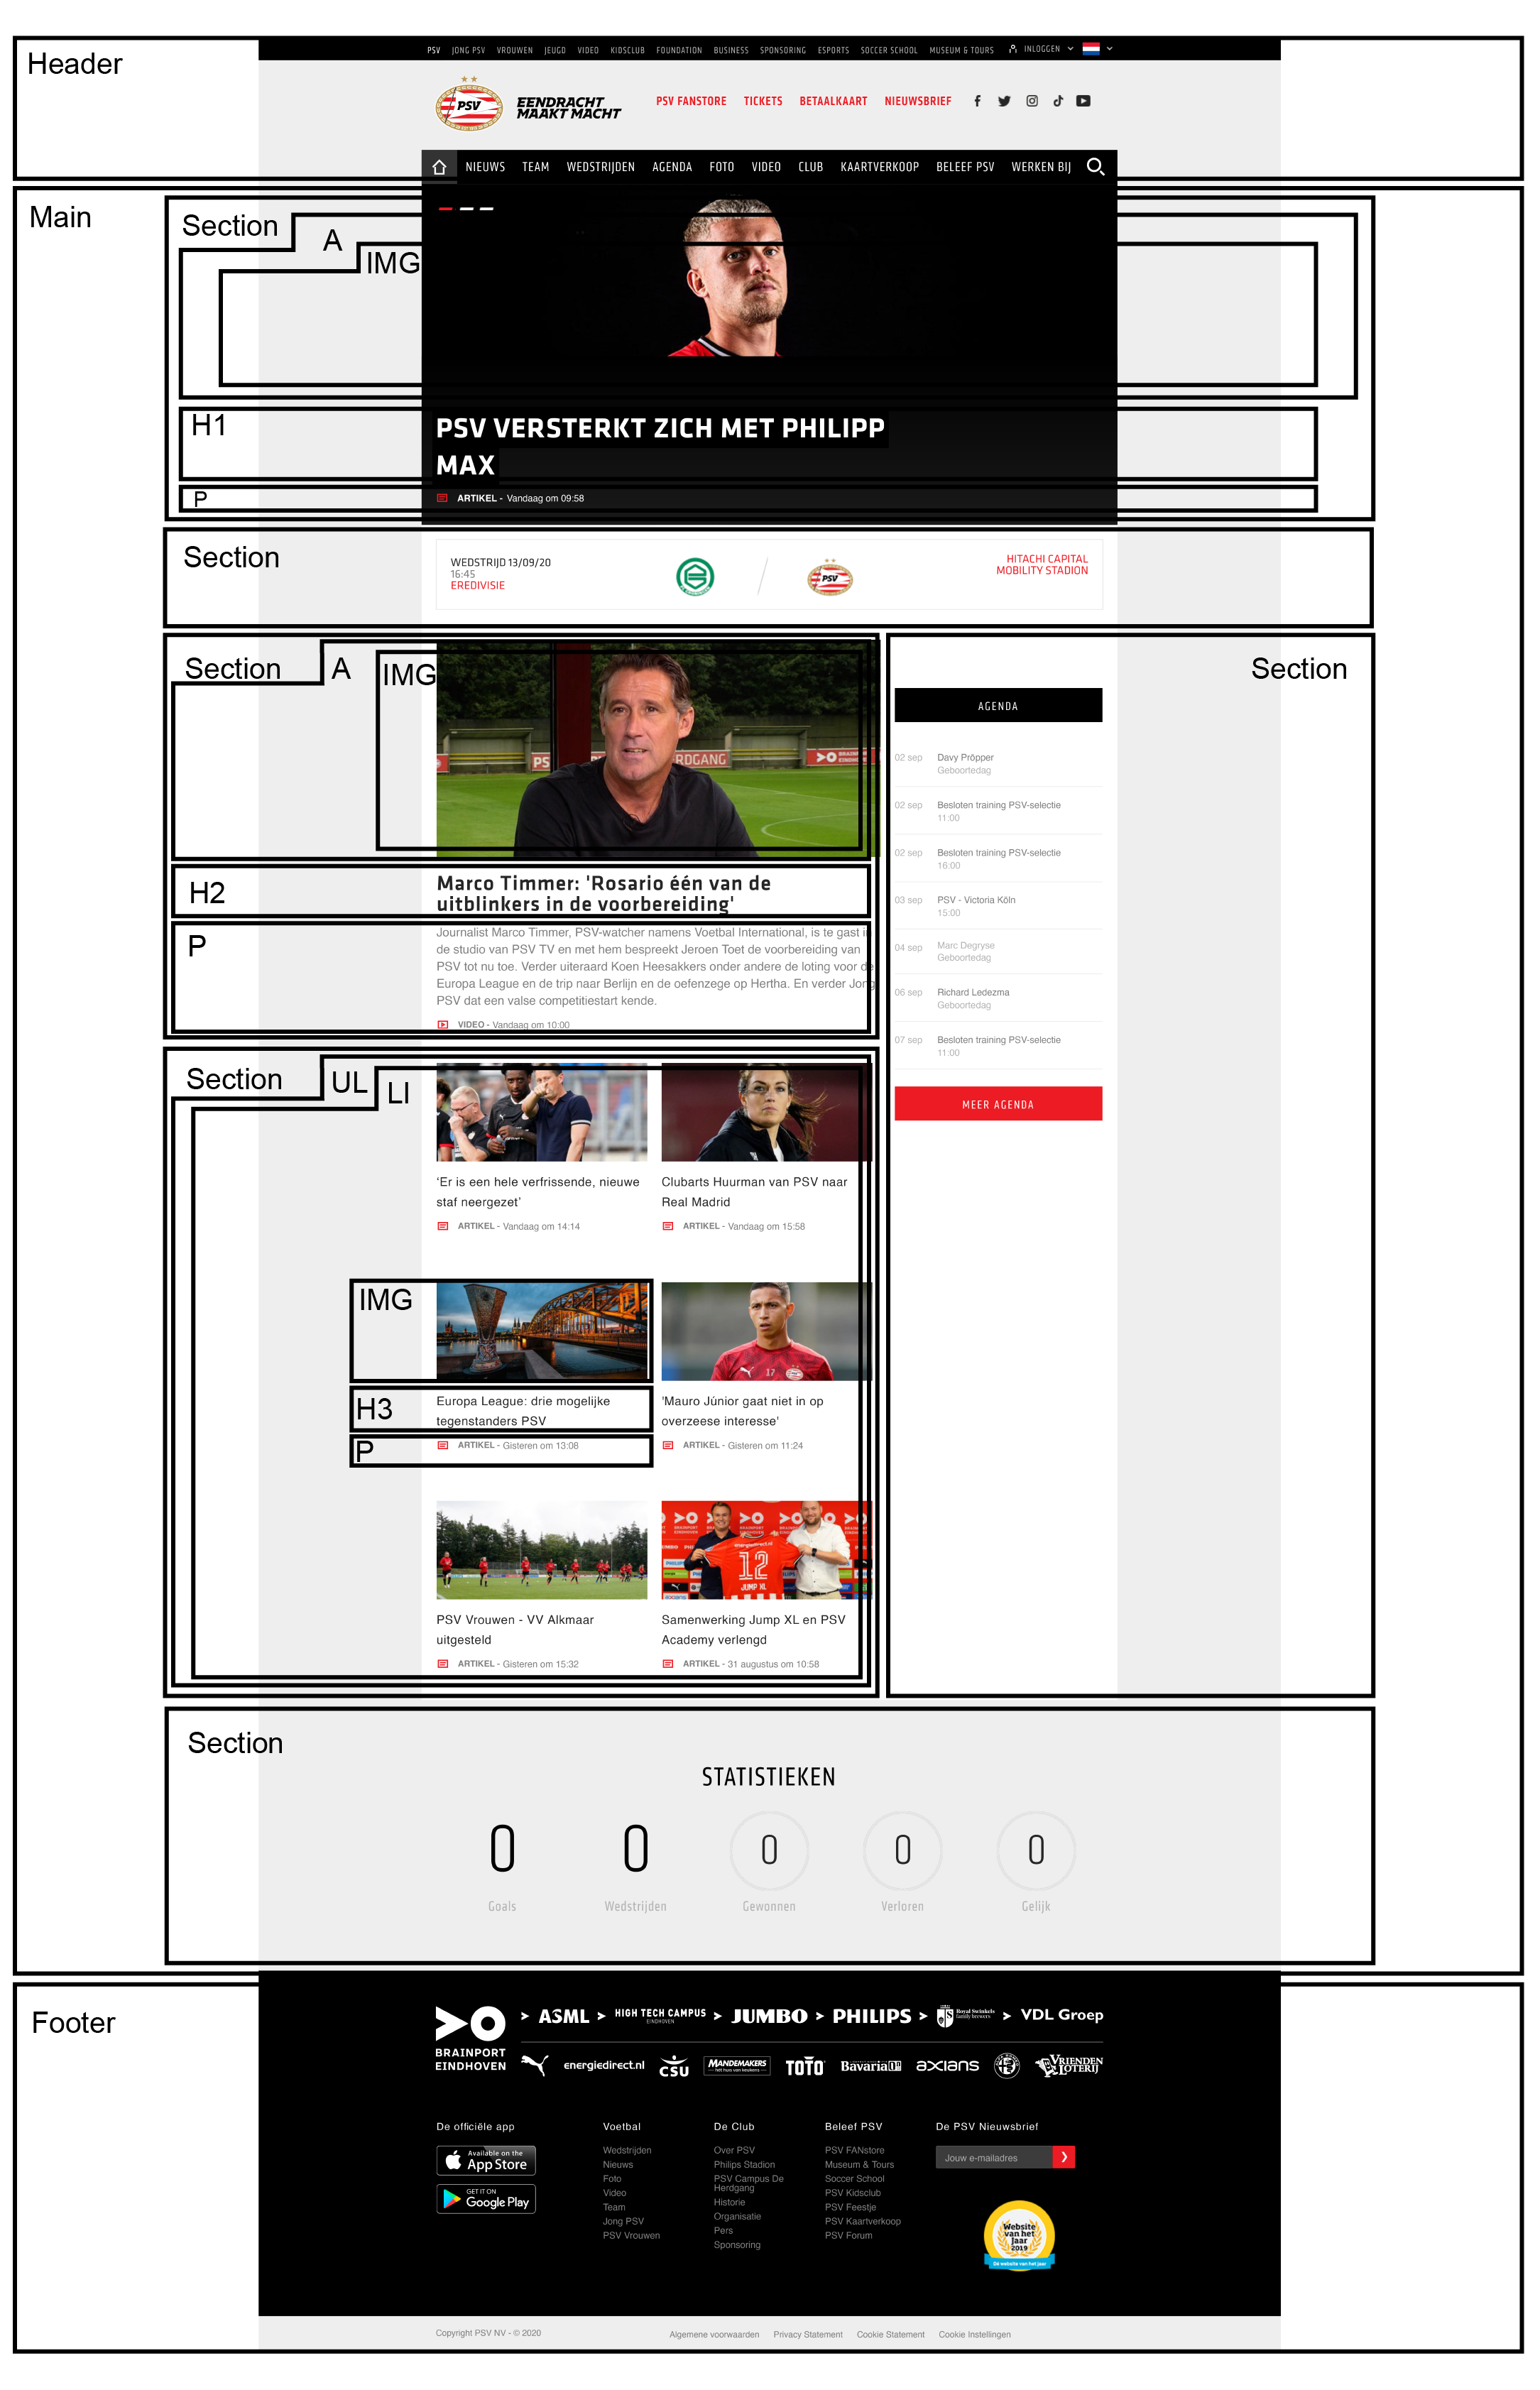 Header
PSV JONG PSV VROUWEN JEUGD VIDEO KIDSCLUB FOUNDATION BUSINESS SPONSORING ESPORTS SOCCER SCHOOL MUSEUM & TOURS INLOGGEN
PSV
EENDRACHT
MAAKT MACHT
PSV FANSTORE TICKETS BETAALKAART NIEUWSBRIEF
NIEUWS TEAM WEDSTRIJDEN AGENDA FOTO VIDEO CLUB KAARTVERKOOP BELEEF PSV WERKEN BIJ
Main
Section
A
IMG
H1
PSV VERSTERKT ZICH MET PHILIPP
MAX
P
ARTIKEL - Vandaag om 09:58
Section
WEDSTRIJD 13/09/20
16:45
EREDIVISIE
PSV
HITACHI CAPITAL
MOBILITY STADION
Section
A
IMG
H2
Marco Timmer: 'Rosario één van de
uitblinkers in de voorbereiding'
P
Journalist Marco Timmer, PSV-watcher namens Voetbal International, is te gast in
de studio van PSV TV en met hem bespreekt Jeroen Toet de voorbereiding van
PSV tot nu toe. Verder uiteraard Koen Heesakkers onder andere de loting voor de
Europa League en de trip naar Berlijn en de oefenzege op Hertha. En verder Jong
PSV dat een valse competitiestart kende.
VIDEO - Vandaag om 10:00
Section
AGENDA
02 sep Davy Pröpper
Geboortedag
02 sep Besloten training PSV-selectie
11:00
02 sep Besloten training PSV-selectie
16:00
03 sep PSV - Victoria Köln
15:00
04 sep Marc Degryse
Geboortedag
06 sep Richard Ledezma
Geboortedag
07 sep Besloten training PSV-selectie
11:00
MEER AGENDA
Section
UL
LI
‘Er is een hele verfrissende, nieuwe
staf neergezet’
ARTIKEL - Vandaag om 14:14
Clubarts Huurman van PSV naar
Real Madrid
ARTIKEL - Vandaag om 15:58
IMG
H3
Europa League: drie mogelijke
tegenstanders PSV
P
ARTIKEL - Gisteren om 13:08
17
'Mauro Júnior gaat niet in op
overzeese interesse'
ARTIKEL - Gisteren om 11:24
PSV Vrouwen - VV Alkmaar
uitgesteld
ARTIKEL - Gisteren om 15:32
12
JUMP XL
Samenwerking Jump XL en PSV
Academy verlengd
ARTIKEL - 31 augustus om 10:58
Section
STATISTIEKEN
0 0 0 0 0
Goals Wedstrijden Gewonnen Verloren Gelijk
Footer
BRAINPORT
EINDHOVEN
ASML HIGH TECH CAMPUS EINDHOVEN JUMBO PHILIPS Royal Swinkels family brewers VDL Groep
energiedirect.nl CSU MANDEMAKERS TOTO Bavaria axians VRIENDEN LOTERIJ
De officiële app
Available on the
App Store
GET IT ON
Google Play
Voetbal
Wedstrijden
Nieuws
Foto
Video
Team
Jong PSV
PSV Vrouwen
De Club
Over PSV
Philips Stadion
PSV Campus De
Herdgang
Historie
Organisatie
Pers
Sponsoring
Beleef PSV
PSV FANstore
Museum & Tours
Soccer School
PSV Kidsclub
PSV Feestje
PSV Kaartverkoop
PSV Forum
De PSV Nieuwsbrief
Jouw e-mailadres
Website
van het
Jaar
2019
Dé website van het jaar
Copyright PSV NV - © 2020
Algemene voorwaarden Privacy Statement Cookie Statement Cookie Instellingen